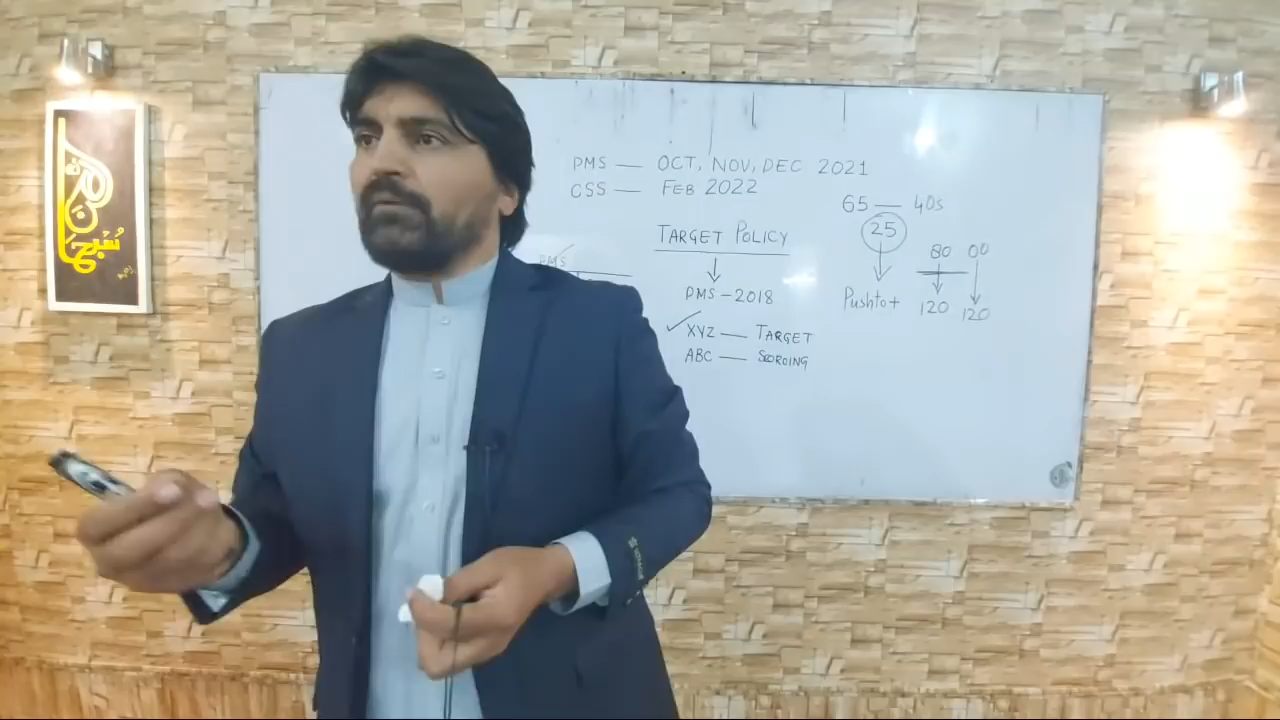 PMS — OCT, NOV, DEC 2021
CSS — FEB 2022
65 — 40s
25
TARGET POLICY
80 00
PMS
PMS - 2018
Pushto+
120 120
✓ XYZ — TARGET
ABC — SCORING